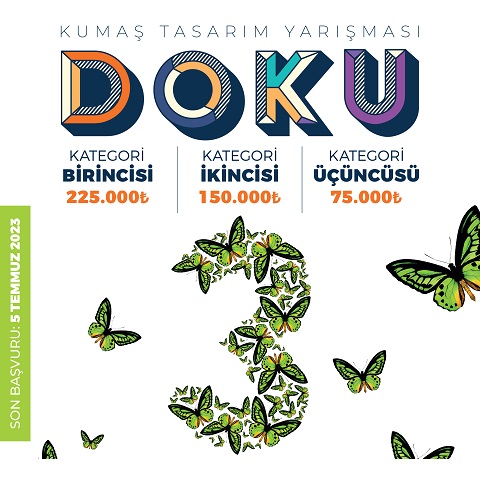 KUMAŞ TASARIM YARIŞMASI
DOKU
KATEGORİ
BİRİNCİSİ
225.000₺
KATEGORİ
İKİNCİSİ
150.000₺
KATEGORİ
ÜÇÜNCÜSÜ
75.000₺
3
SON BAŞVURU: 5 TEMMUZ 2023